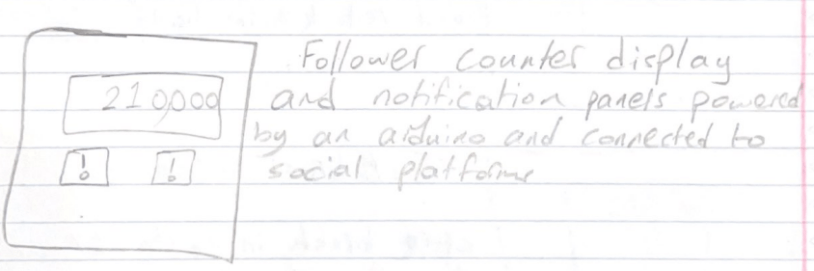 Follower counter display
210,000
and notification panels powered
by an arduino and connected to
! !
social platforms